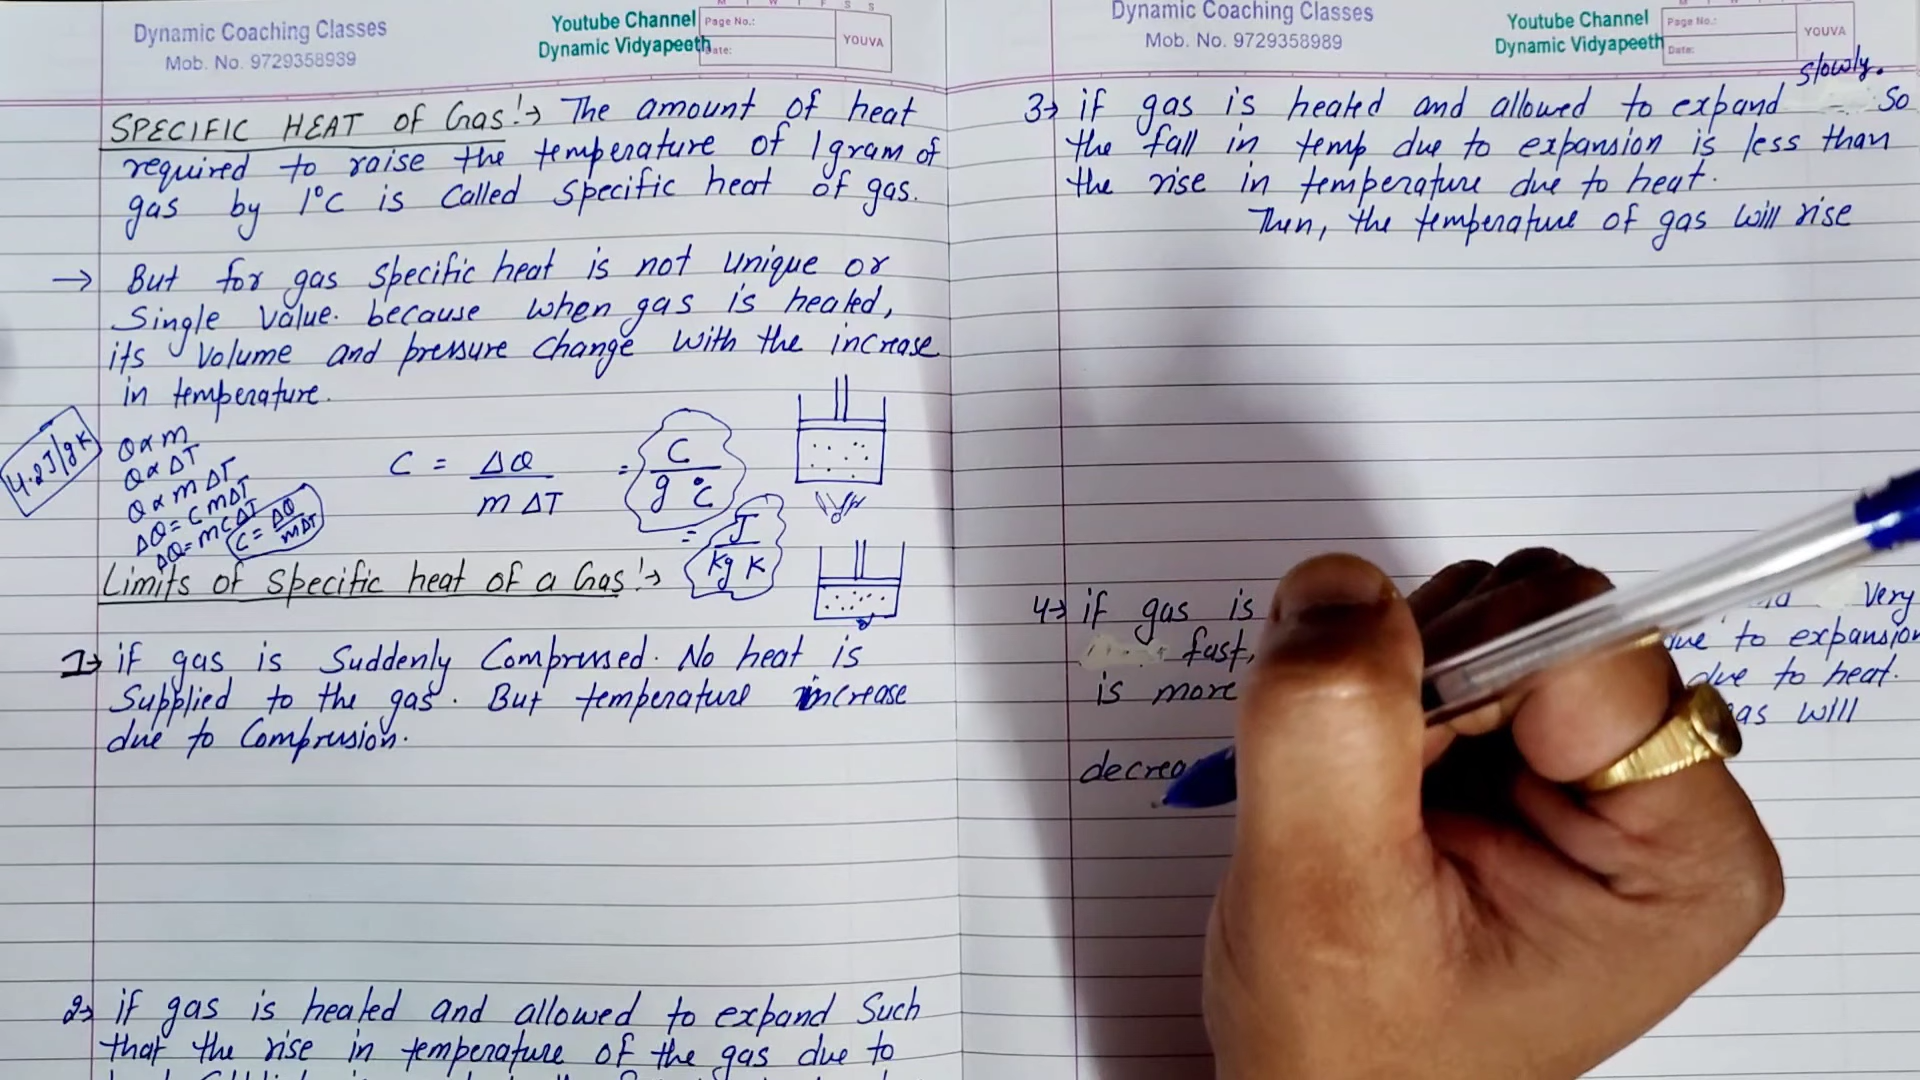 Dynamic Coaching Classes
Mob. No. 9729358989
Youtube Channel
Dynamic Vidyapeeth
Page No.:
Date:
YOUVA
SPECIFIC HEAT of Gas!→ The amount of heat
required to raise the temperature of 1gram of
gas by 1°C is Called Specific heat of gas.
→ But for gas Specific heat is not unique or
Single Value. because when gas is heated,
its Volume and pressure Change With the increase
in temperature.
4.2J/gK
Q∝m
Q∝ΔT
Q∝mΔT
ΔQ=CmΔT
ΔQ=mCΔT
C=ΔQ/mΔT
C = ΔQ/mΔT = C/g°C
= J/kgK
Limits of Specific heat of a Gas!→
1→ if gas is Suddenly Compressed. No heat is
Supplied to the gas. But temperature increase
due to Compression.
2→ if gas is heated and allowed to expand Such
that the rise in temperature of the gas due to
Dynamic Coaching Classes
Mob. No. 9729358989
Youtube Channel
Dynamic Vidyapeeth
Page No.:
Date:
YOUVA
slowly.
3→ if gas is heated and allowed to expand So
the fall in temp due to expansion is less than
the rise in temperature due to heat.
Then, the temperature of gas will rise
4→ if gas is Very
fast, due to expansion
is more due to heat.
gas will